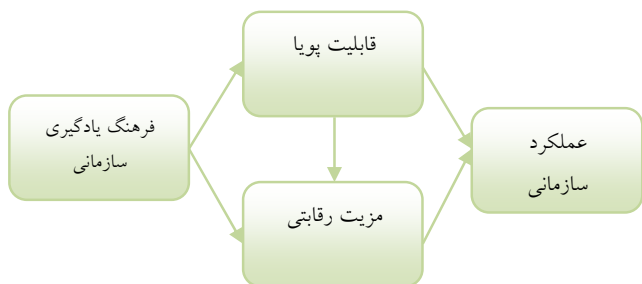 قابلیت پویا
فرهنگ یادگیری
سازمانی
عملکرد
سازمانی
مزیت رقابتی